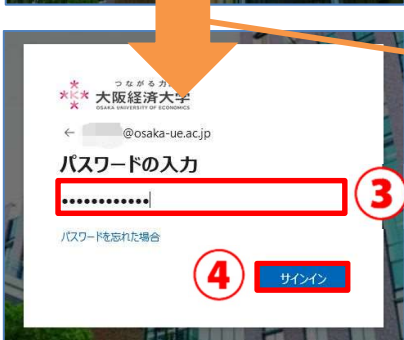 つながる力
大阪経済大学
OSAKA UNIVERSITY OF ECONOMICS
← @osaka-ue.ac.jp
パスワードの入力
••••••••••••
③
パスワードを忘れた場合
④ サインイン